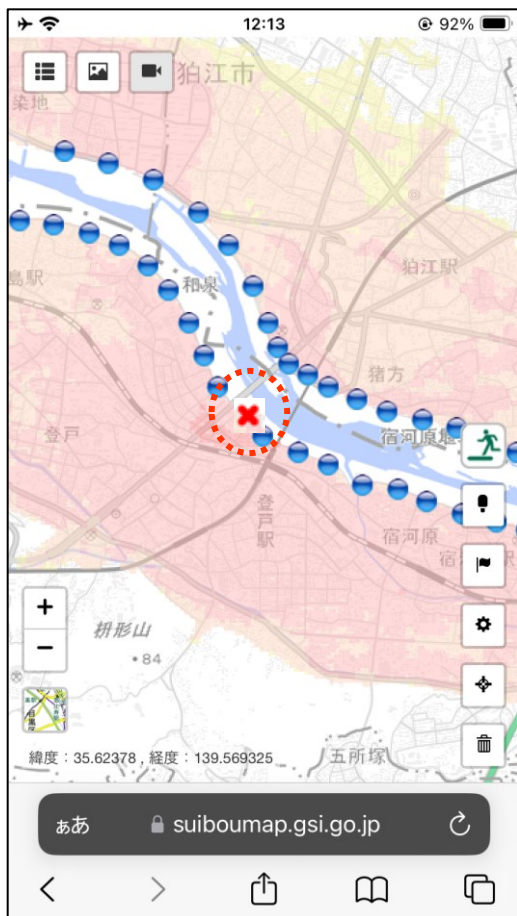 12:13
92%
狛江市
染地
和泉
狛江駅
島駅
猪方
登戸
宿河原堰
登戸駅
宿河原
宿
+
−
枡形山
•84
緯度：35.62378 , 経度：139.569325
五所塚
ぁあ
suiboumap.gsi.go.jp